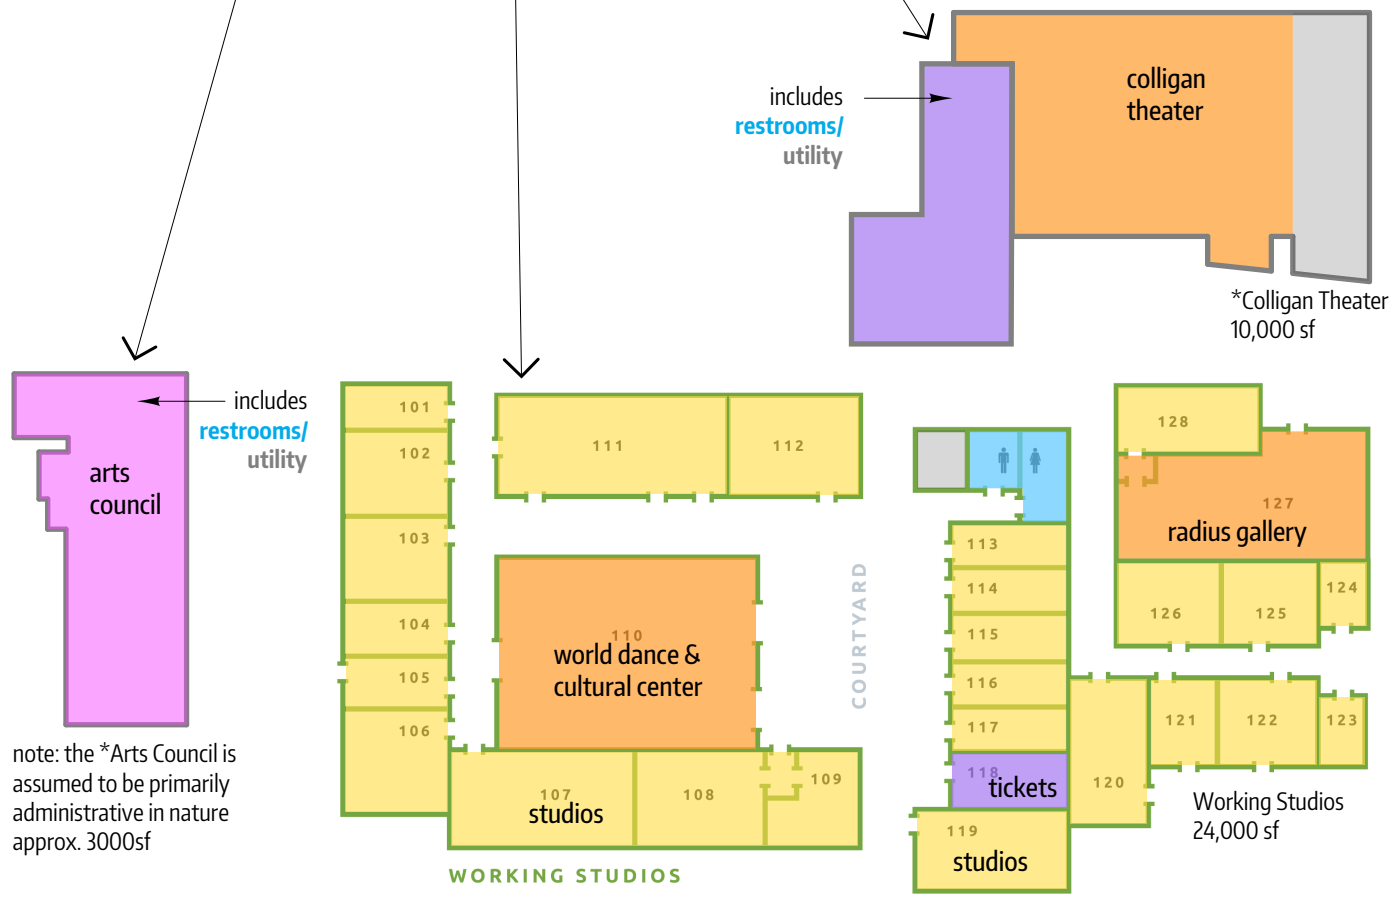 colligan
theater
includes
restrooms/
utility
*Colligan Theater
10,000 sf
includes
restrooms/
utility
arts
council
note: the *Arts Council is
assumed to be primarily
administrative in nature
approx. 3000sf
101
102
103
104
105
106
111
112
110
world dance &
cultural center
107
studios
108
109
WORKING STUDIOS
COURTYARD
113
114
115
116
117
118
tickets
119
studios
120
121
122
123
128
127
radius gallery
126
125
124
Working Studios
24,000 sf